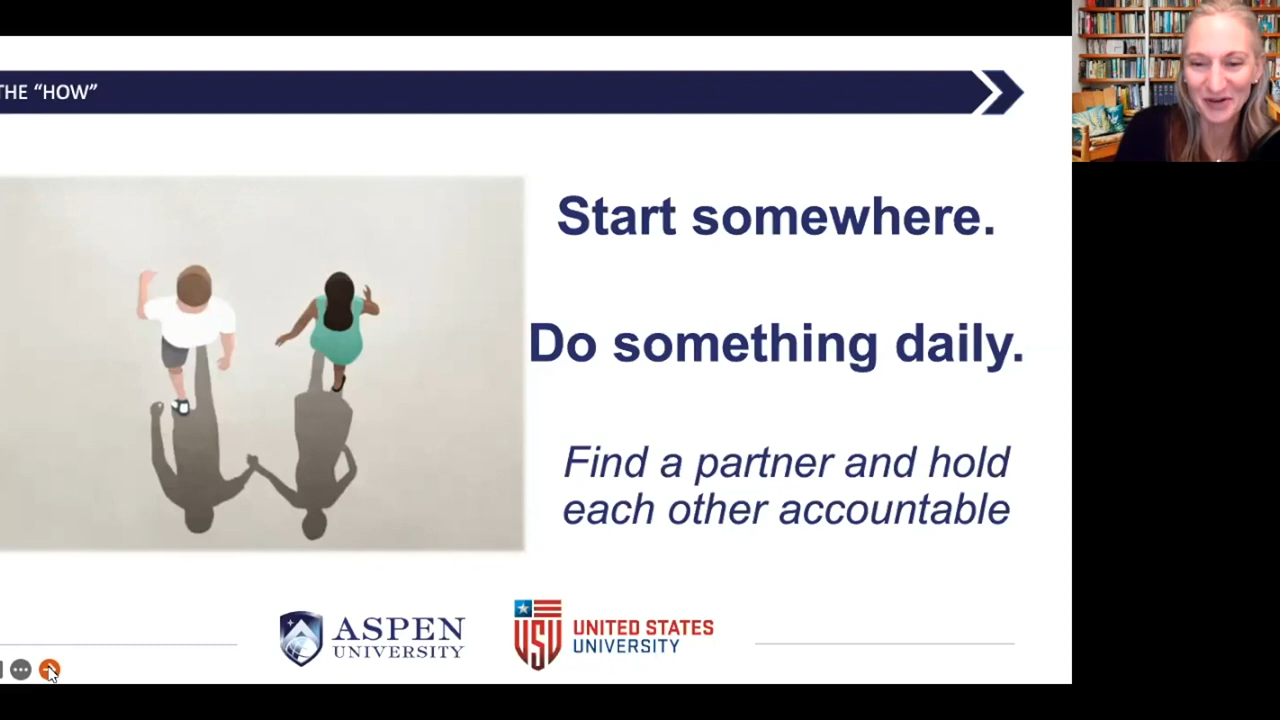 THE “HOW”
Start somewhere.
Do something daily.
Find a partner and hold
each other accountable
ASPEN
UNIVERSITY
USU
UNITED STATES
UNIVERSITY